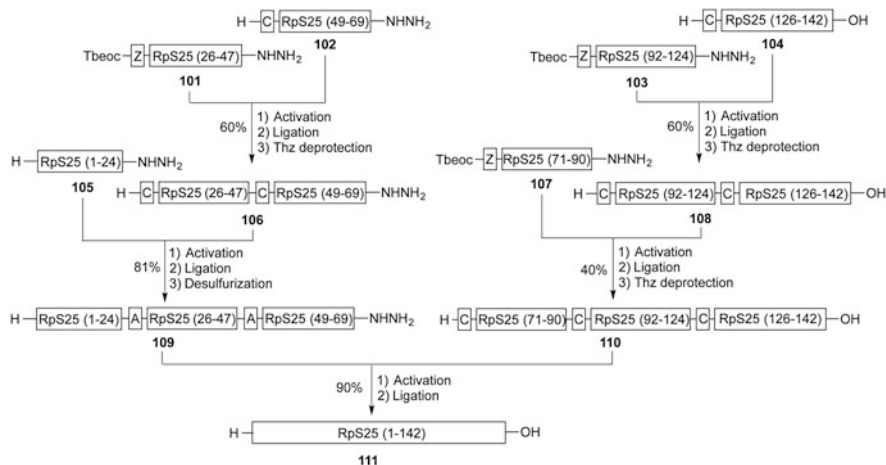 H–C–RpS25 (49-69)–NHNH2
102
Tbeoc–Z–RpS25 (26-47)–NHNH2
101
60%
1) Activation
2) Ligation
3) Thz deprotection
H–RpS25 (1-24)–NHNH2
105
H–C–RpS25 (26-47)–C–RpS25 (49-69)–NHNH2
106
81%
1) Activation
2) Ligation
3) Desulfurization
H–RpS25 (1-24)–A–RpS25 (26-47)–A–RpS25 (49-69)–NHNH2
109
H–C–RpS25 (126-142)–OH
104
Tbeoc–Z–RpS25 (92-124)–NHNH2
103
60%
1) Activation
2) Ligation
3) Thz deprotection
Tbeoc–Z–RpS25 (71-90)–NHNH2
107
H–C–RpS25 (92-124)–C–RpS25 (126-142)–OH
108
40%
1) Activation
2) Ligation
3) Thz deprotection
H–C–RpS25 (71-90)–C–RpS25 (92-124)–C–RpS25 (126-142)–OH
110
90%
1) Activation
2) Ligation
H–RpS25 (1-142)–OH
111